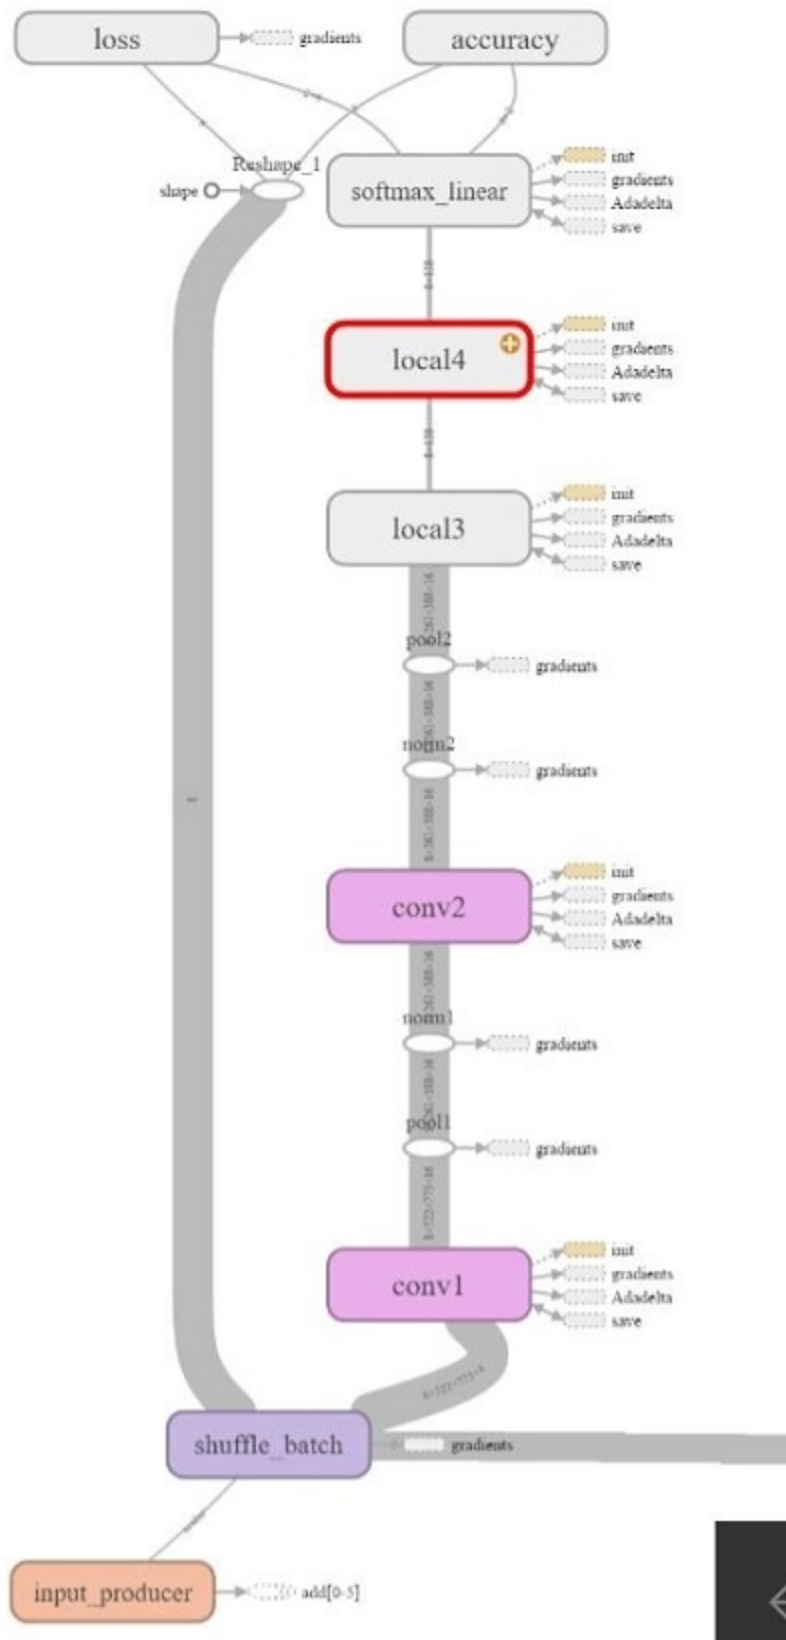 loss
gradients
accuracy
Reshape_1
shape
softmax_linear
init
gradients
Adadelta
save
local4
init
gradients
Adadelta
save
local3
init
gradients
Adadelta
save
pool2
gradients
norm2
gradients
conv2
init
gradients
Adadelta
save
norm1
gradients
pool1
gradients
conv1
init
gradients
Adadelta
save
shuffle_batch
gradients
input_producer
add[0-5]